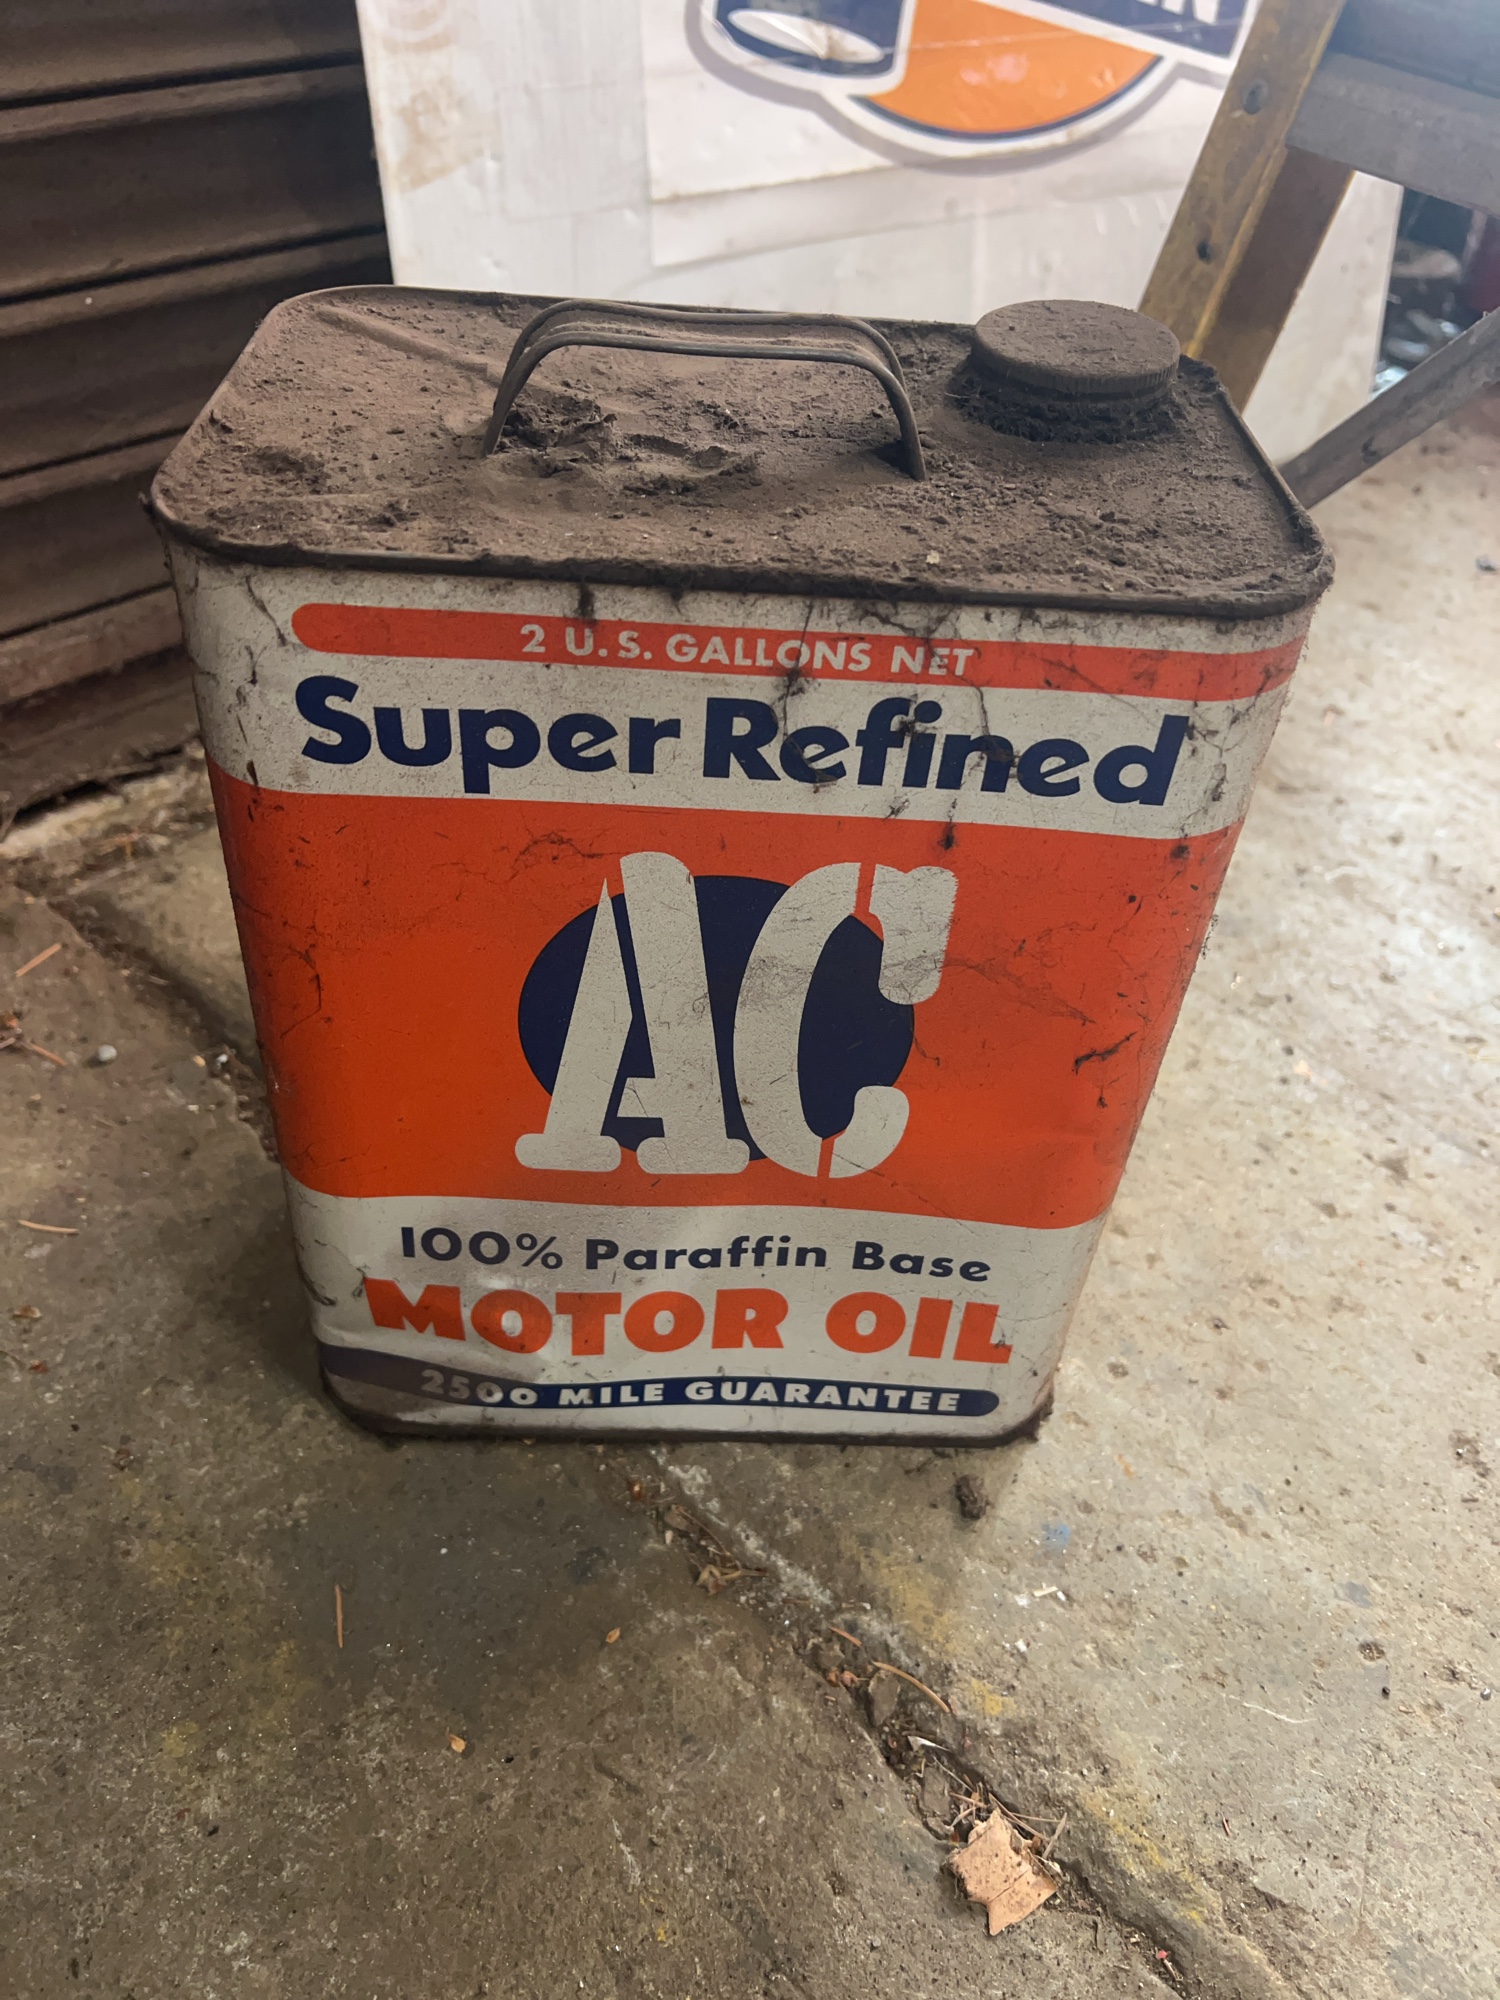 2 U.S. GALLONS NET
Super Refined
AC
100% Paraffin Base
MOTOR OIL
2500 MILE GUARANTEE